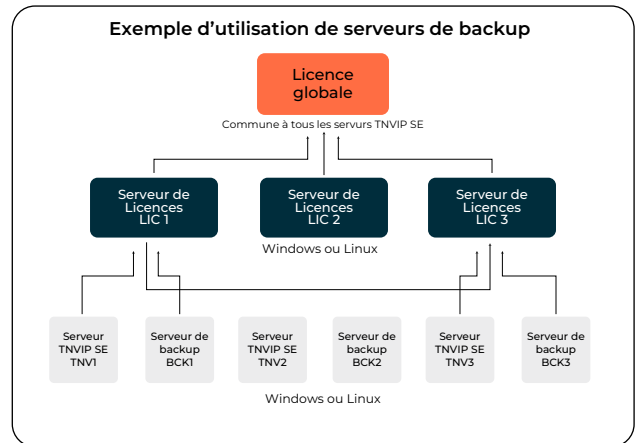 Exemple d’utilisation de serveurs de backup
Licence
globale
Commune à tous les servurs TNVIP SE
Serveur de
Licences
LIC 1
Serveur de
Licences
LIC 2
Serveur de
Licences
LIC 3
Windows ou Linux
Serveur
TNVIP SE
TNV1
Serveur de
backup
BCK1
Serveur
TNVIP SE
TNV2
Serveur de
backup
BCK2
Serveur
TNVIP SE
TNV3
Serveur de
backup
BCK3
Windows ou Linux